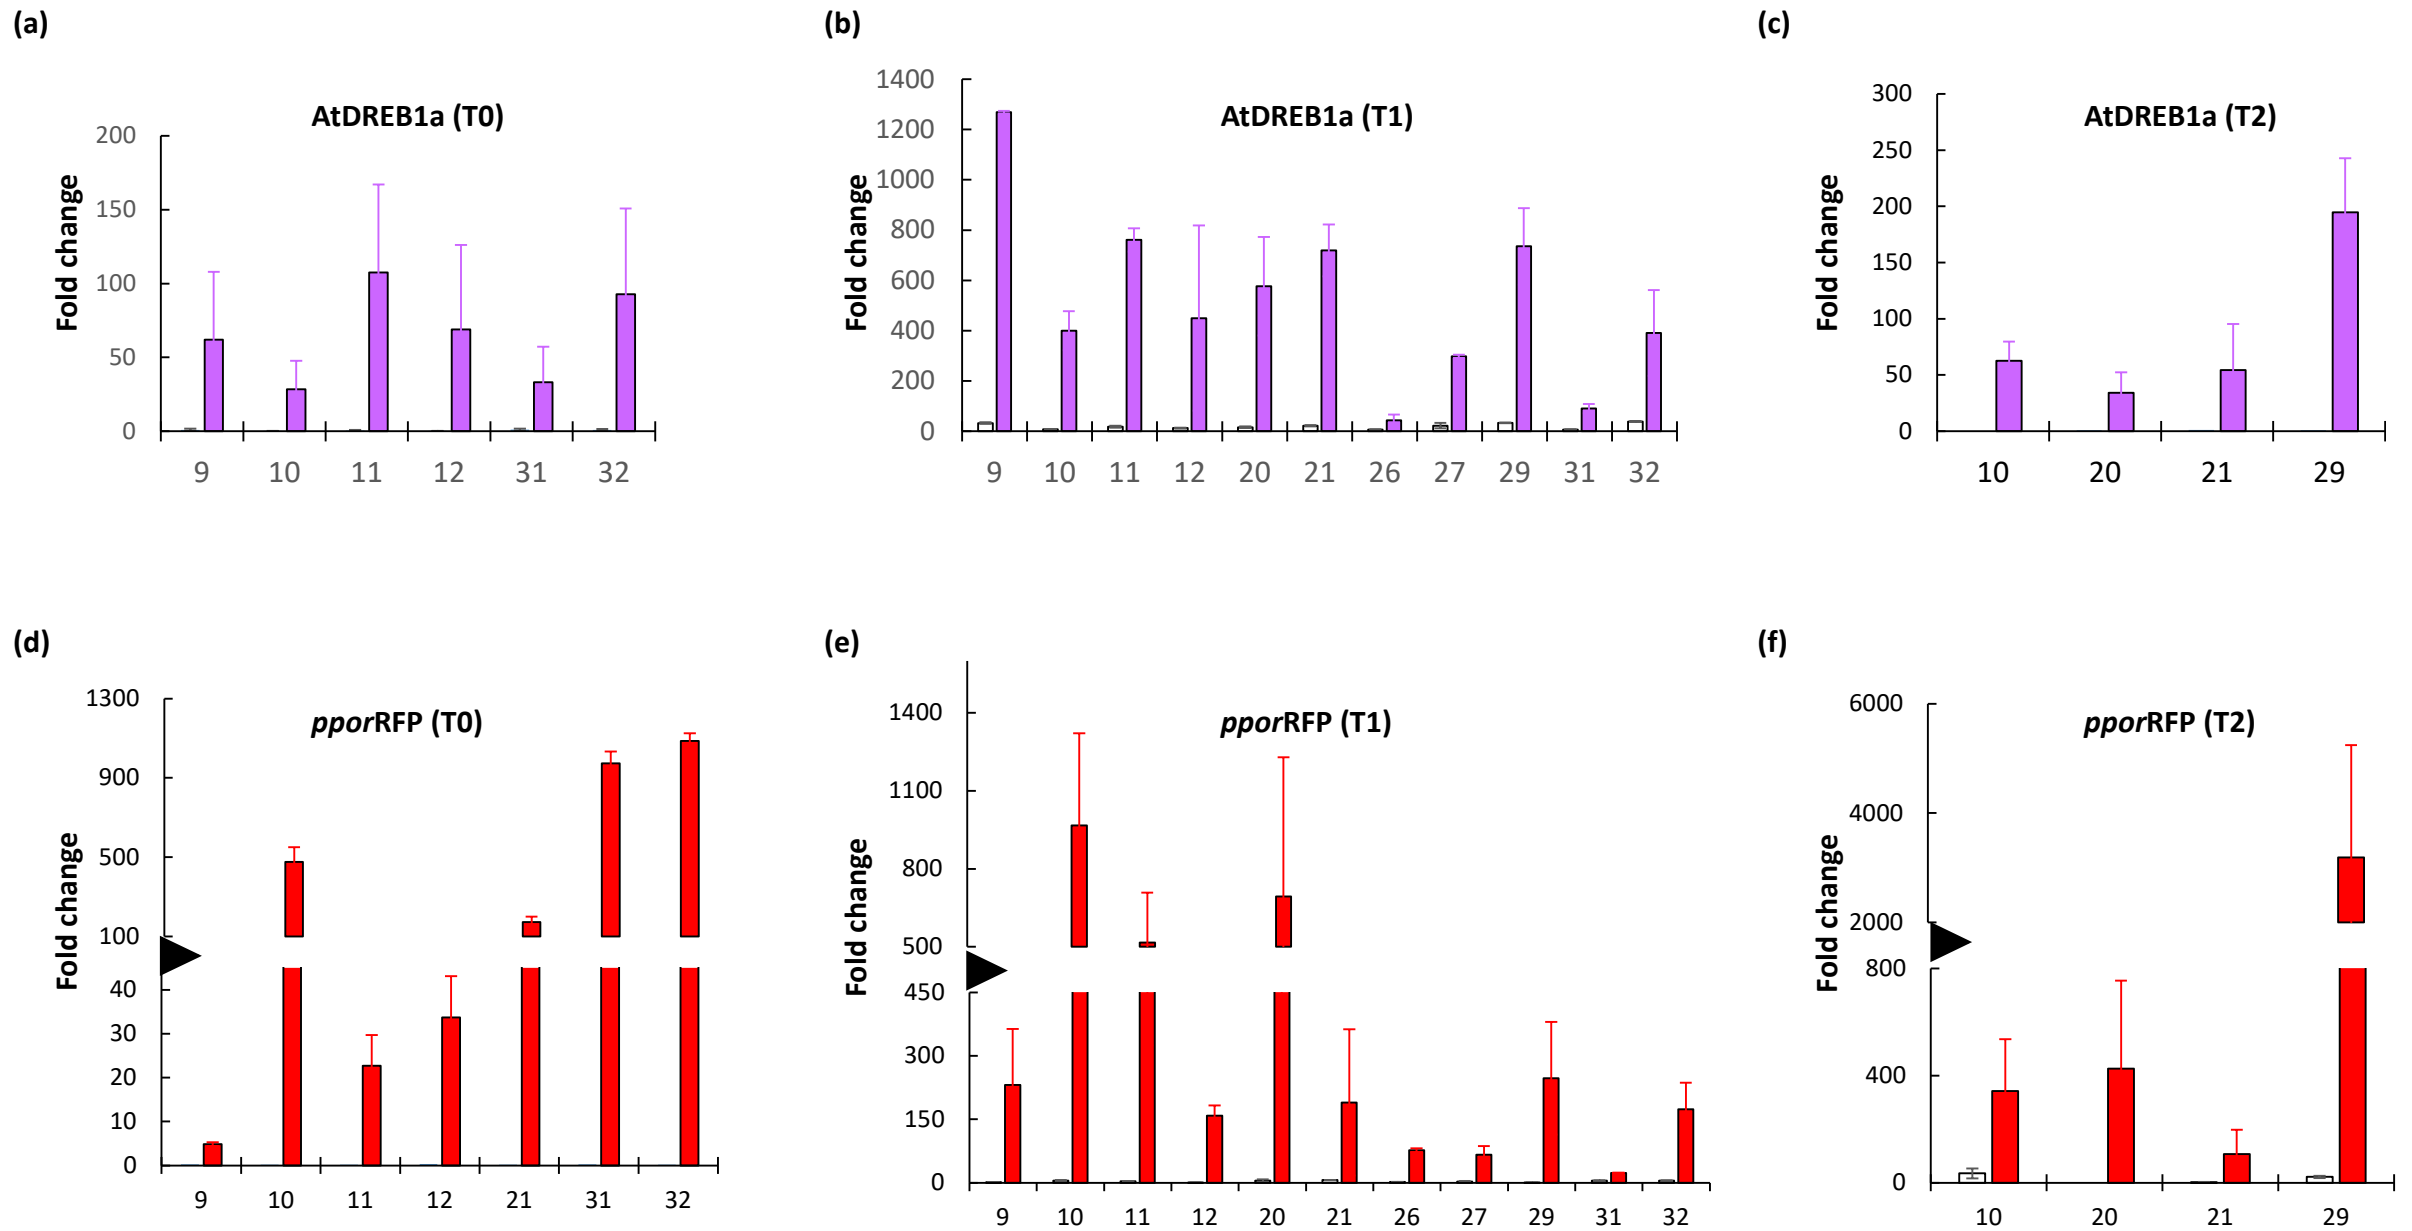 (a)
AtDREB1a (T0)
Fold change
200
150
100
50
0
9 10 11 12 31 32
(b)
AtDREB1a (T1)
Fold change
1400
1200
1000
800
600
400
200
0
9 10 11 12 20 21 26 27 29 31 32
(c)
AtDREB1a (T2)
Fold change
300
250
200
150
100
50
0
10 20 21 29
(d)
pporRFP (T0)
Fold change
1300
900
500
100
40
30
20
10
0
9 10 11 12 21 31 32
(e)
pporRFP (T1)
Fold change
1400
1100
800
500
450
300
150
0
9 10 11 12 20 21 26 27 29 31 32
(f)
pporRFP (T2)
Fold change
6000
4000
2000
800
400
0
10 20 21 29